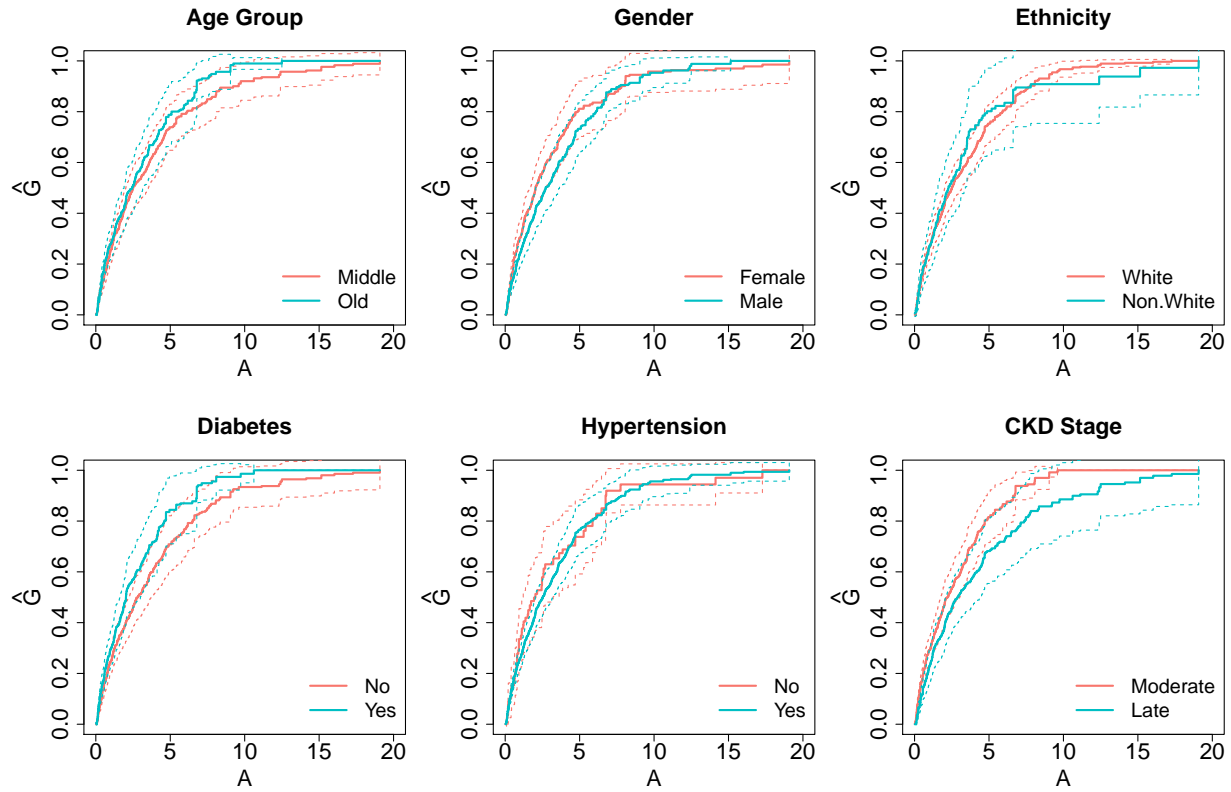 Age Group
Ĝ
1.0
0.8
0.6
0.4
0.2
0.0
Middle
Old
0 5 10 15 20
A
Gender
Ĝ
1.0
0.8
0.6
0.4
0.2
0.0
Female
Male
0 5 10 15 20
A
Ethnicity
Ĝ
1.0
0.8
0.6
0.4
0.2
0.0
White
Non.White
0 5 10 15 20
A
Diabetes
Ĝ
1.0
0.8
0.6
0.4
0.2
0.0
No
Yes
0 5 10 15 20
A
Hypertension
Ĝ
1.0
0.8
0.6
0.4
0.2
0.0
No
Yes
0 5 10 15 20
A
CKD Stage
Ĝ
1.0
0.8
0.6
0.4
0.2
0.0
Moderate
Late
0 5 10 15 20
A